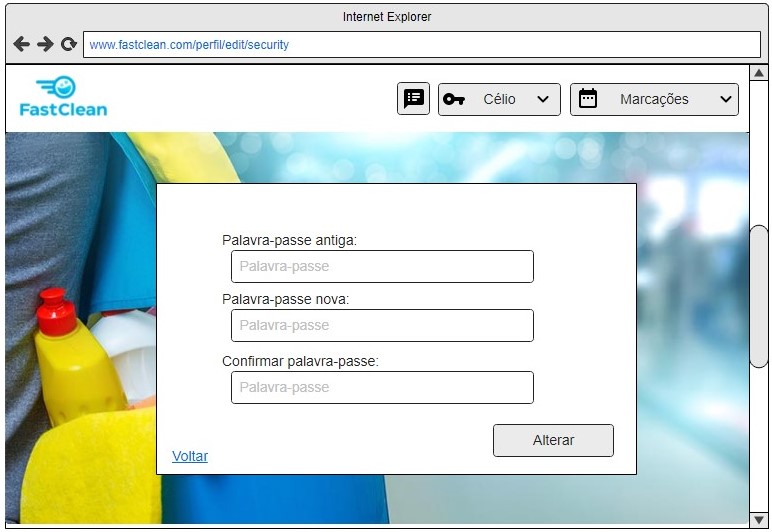 Internet Explorer
www.fastclean.com/perfil/edit/security
FastClean
Célio
Marcações
Palavra-passe antiga:
Palavra-passe
Palavra-passe nova:
Palavra-passe
Confirmar palavra-passe:
Palavra-passe
Alterar
Voltar